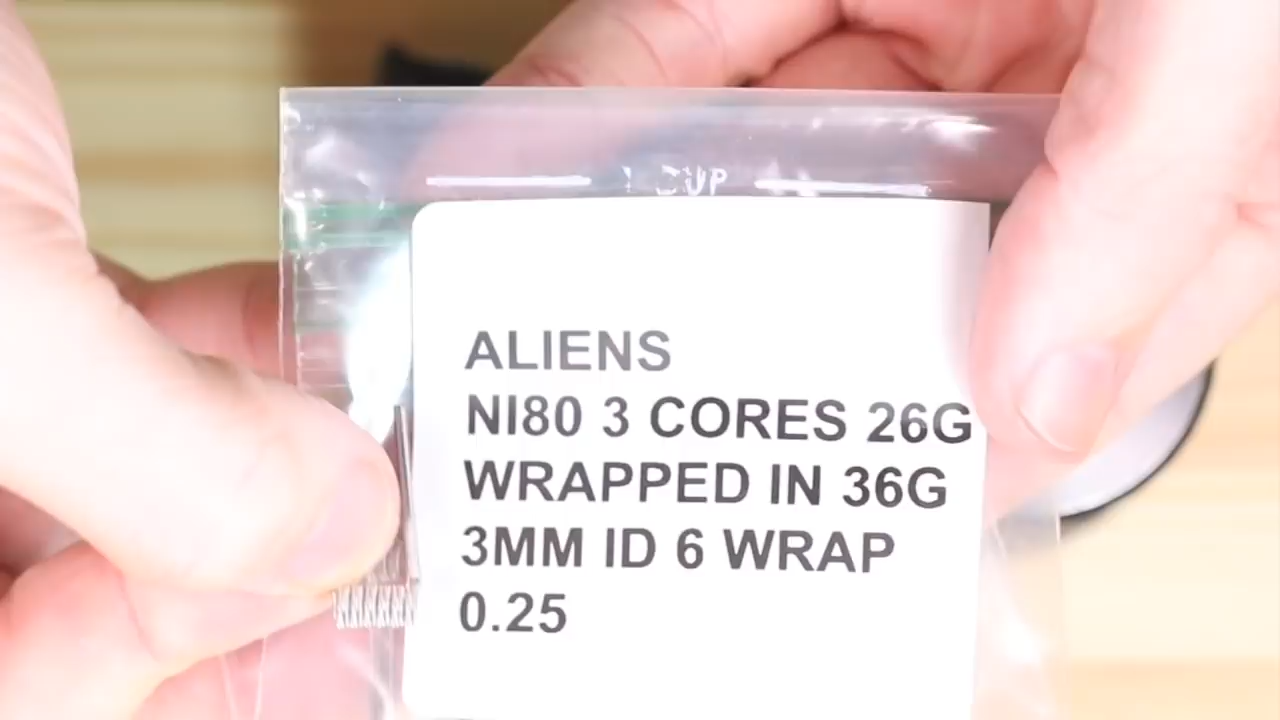 ALIENS
NI80 3 CORES 26G
WRAPPED IN 36G
3MM ID 6 WRAP
0.25